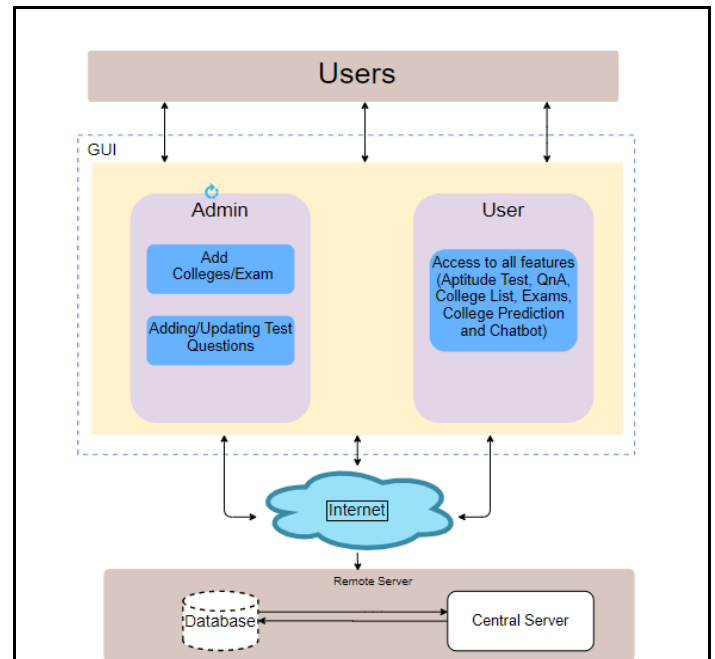 Users
GUI
Admin
User
Add
Colleges/Exam
Adding/Updating Test
Questions
Access to all features
(Aptitude Test, QnA,
College List, Exams,
College Prediction
and Chatbot)
Internet
Remote Server
Database
Central Server